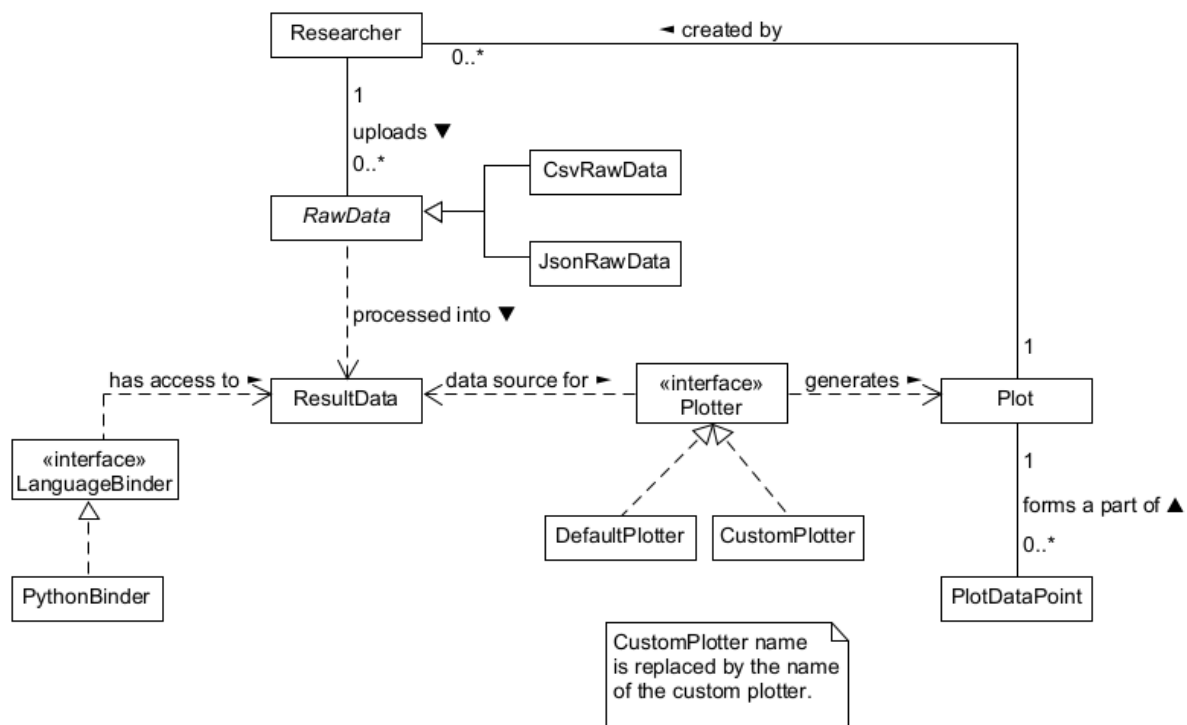 Researcher
◄ created by
0..*
1
uploads ▼
0..*
CsvRawData
RawData
JsonRawData
processed into ▼
1
has access to ►
ResultData
data source for ►
«interface»
Plotter
generates ►
Plot
«interface»
LanguageBinder
1
forms a part of ▲
0..*
DefaultPlotter
CustomPlotter
PythonBinder
PlotDataPoint
CustomPlotter name
is replaced by the name
of the custom plotter.